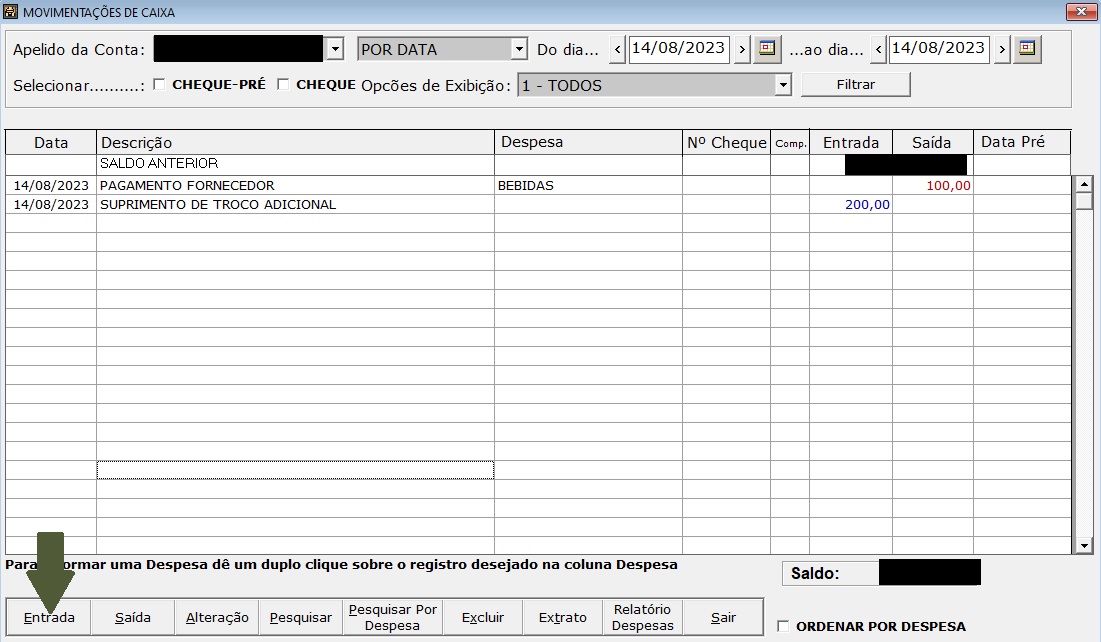 MOVIMENTAÇÕES DE CAIXA
Apelido da Conta: POR DATA Do dia... < 14/08/2023 > ...ao dia... < 14/08/2023 >
Selecionar..........: CHEQUE-PRÉ CHEQUE Opcões de Exibição: 1 - TODOS Filtrar
Data Descrição Despesa Nº Cheque Comp. Entrada Saída Data Pré
SALDO ANTERIOR
14/08/2023 PAGAMENTO FORNECEDOR BEBIDAS 100,00
14/08/2023 SUPRIMENTO DE TROCO ADICIONAL 200,00
Para ormar uma Despesa dê um duplo clique sobre o registro desejado na coluna Despesa
Saldo:
Entrada Saída Alteração Pesquisar Pesquisar Por Despesa Excluir Extrato Relatório Despesas Sair
ORDENAR POR DESPESA